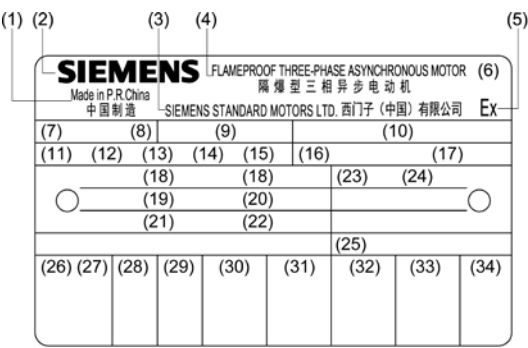 (1) (2) (3) (4) (5)
SIEMENS FLAMEPROOF THREE-PHASE ASYNCHRONOUS MOTOR (6)
Made in P.R.China 隔爆型三相异步电动机
中国制造 SIEMENS STANDARD MOTORS LTD. 西门子（中国）有限公司 Ex
(7) (8) (9) (10)
(11) (12) (13) (14) (15) (16) (17)
(18) (18) (23) (24)
(19) (20)
(21) (22)
(25)
(26) (27) (28) (29) (30) (31) (32) (33) (34)